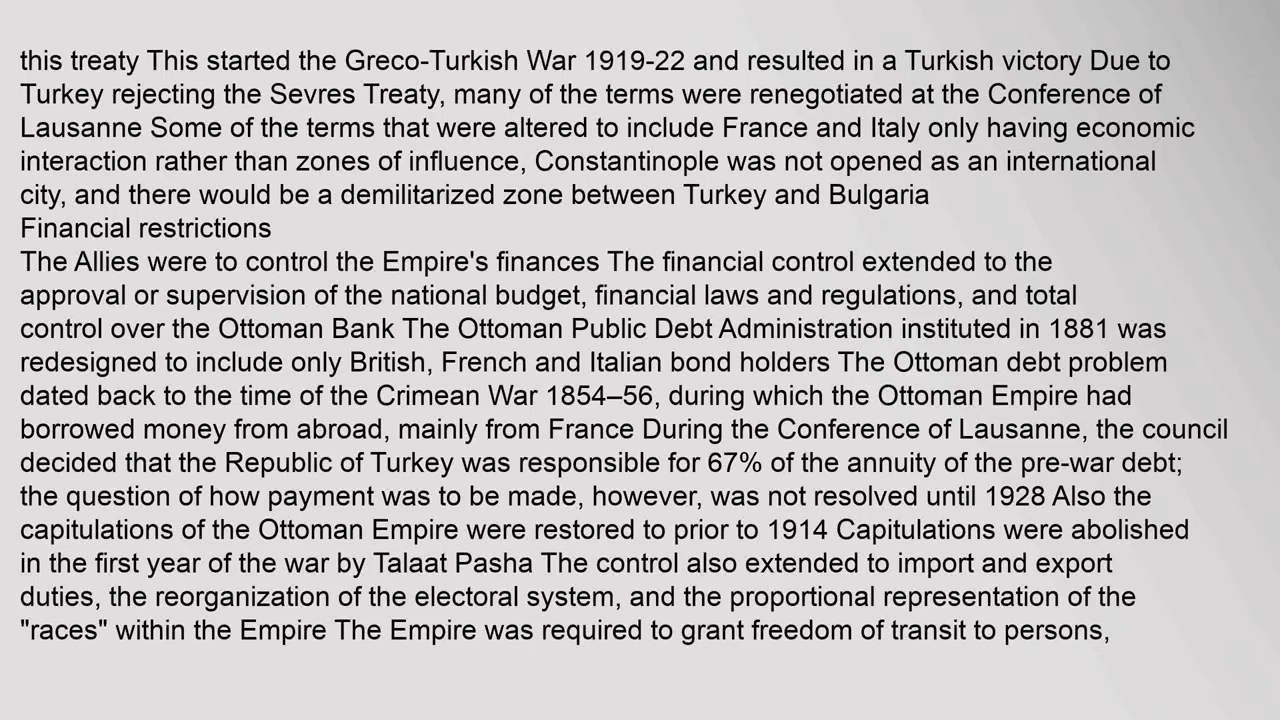 this treaty This started the Greco-Turkish War 1919-22 and resulted in a Turkish victory Due to
Turkey rejecting the Sevres Treaty, many of the terms were renegotiated at the Conference of
Lausanne Some of the terms that were altered to include France and Italy only having economic
interaction rather than zones of influence, Constantinople was not opened as an international
city, and there would be a demilitarized zone between Turkey and Bulgaria
Financial restrictions
The Allies were to control the Empire's finances The financial control extended to the
approval or supervision of the national budget, financial laws and regulations, and total
control over the Ottoman Bank The Ottoman Public Debt Administration instituted in 1881 was
redesigned to include only British, French and Italian bond holders The Ottoman debt problem
dated back to the time of the Crimean War 1854–56, during which the Ottoman Empire had
borrowed money from abroad, mainly from France During the Conference of Lausanne, the council
decided that the Republic of Turkey was responsible for 67% of the annuity of the pre-war debt;
the question of how payment was to be made, however, was not resolved until 1928 Also the
capitulations of the Ottoman Empire were restored to prior to 1914 Capitulations were abolished
in the first year of the war by Talaat Pasha The control also extended to import and export
duties, the reorganization of the electoral system, and the proportional representation of the
"races" within the Empire The Empire was required to grant freedom of transit to persons,